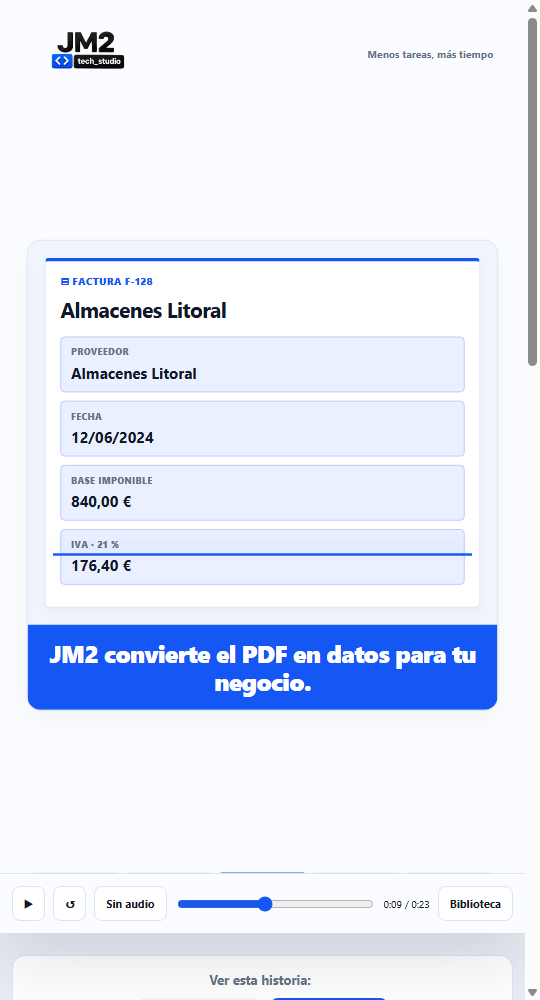 JM2
<> tech_studio
Menos tareas, más tiempo
FACTURA F-128
Almacenes Litoral
PROVEEDOR
Almacenes Litoral
FECHA
12/06/2024
BASE IMPONIBLE
840,00 €
IVA · 21 %
176,40 €
JM2 convierte el PDF en datos para tu
negocio.
Sin audio
0:09 / 0:23
Biblioteca
Ver esta historia: